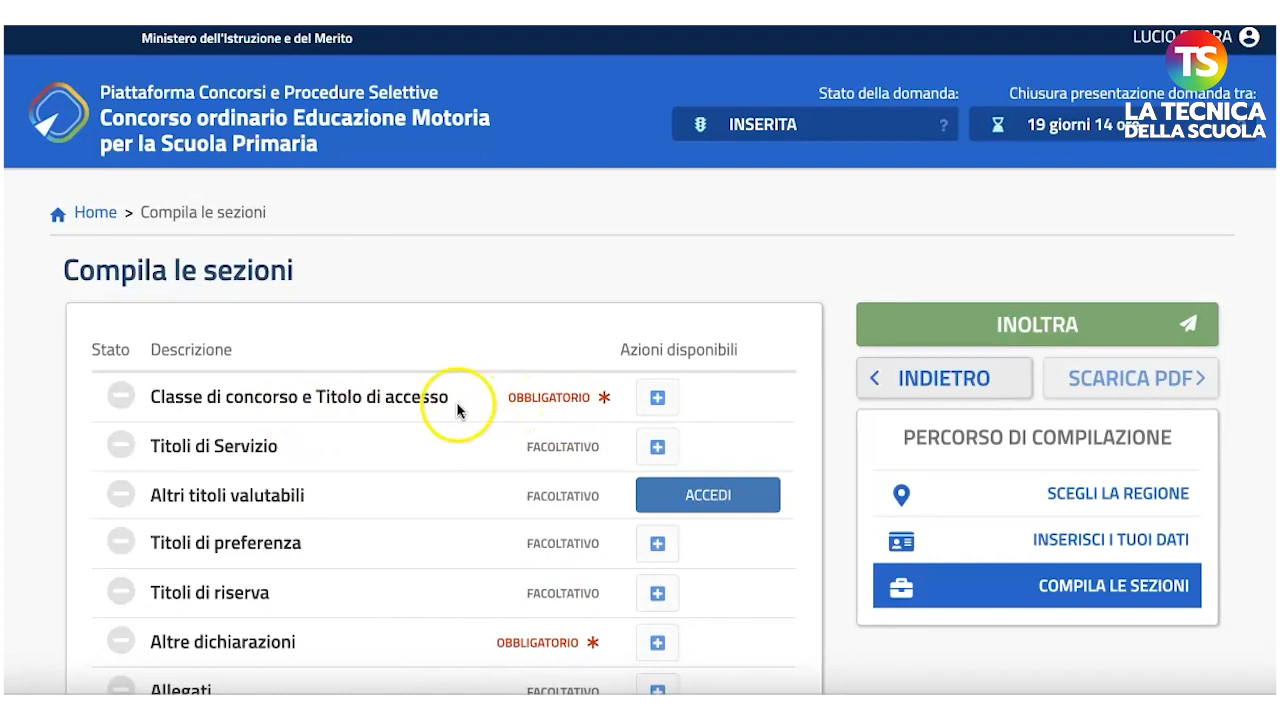 Ministero dell'Istruzione e del Merito
LUCIO
TS
LA TECNICA
DELLA SCUOLA
Piattaforma Concorsi e Procedure Selettive
Concorso ordinario Educazione Motoria
per la Scuola Primaria
Stato della domanda:
INSERITA ?
Chiusura presentazione domanda tra:
19 giorni 14 ore
Home > Compila le sezioni
Compila le sezioni
Stato Descrizione Azioni disponibili
Classe di concorso e Titolo di accesso OBBLIGATORIO *
Titoli di Servizio FACOLTATIVO
Altri titoli valutabili FACOLTATIVO ACCEDI
Titoli di preferenza FACOLTATIVO
Titoli di riserva FACOLTATIVO
Altre dichiarazioni OBBLIGATORIO *
Allegati FACOLTATIVO
INOLTRA
< INDIETRO
SCARICA PDF >
PERCORSO DI COMPILAZIONE
SCEGLI LA REGIONE
INSERISCI I TUOI DATI
COMPILA LE SEZIONI